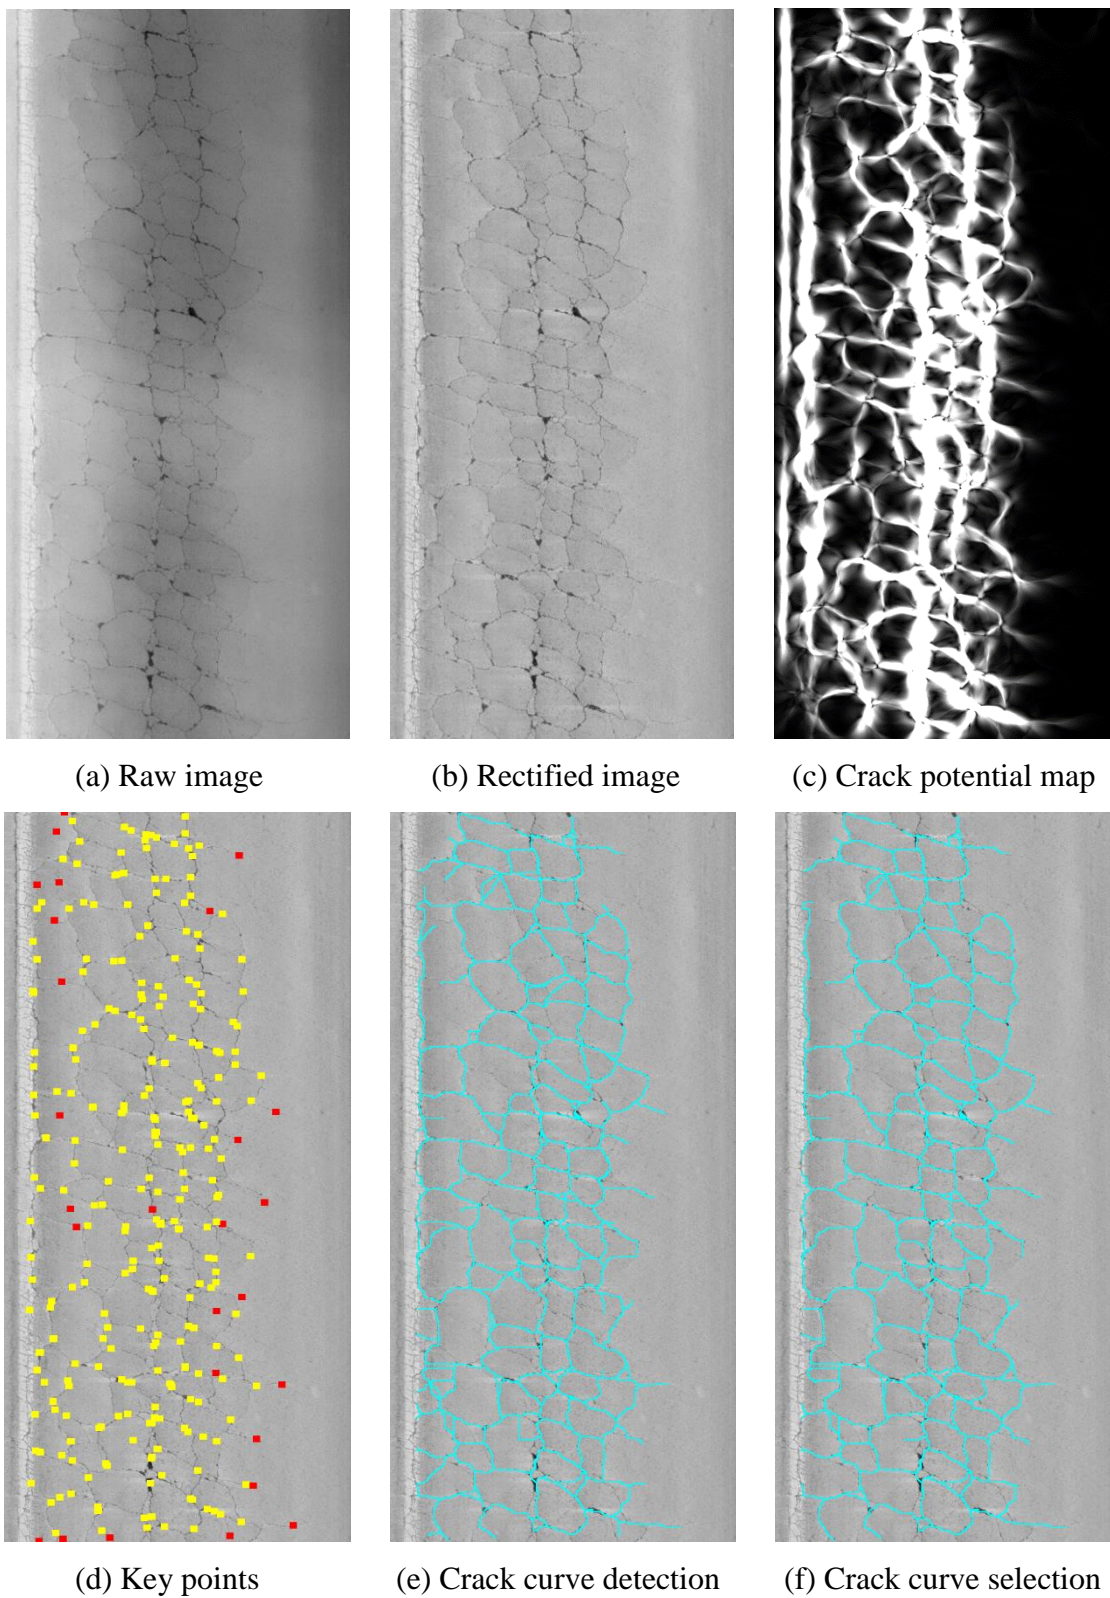 (a) Raw image
(b) Rectified image
(c) Crack potential map
(d) Key points
(e) Crack curve detection
(f) Crack curve selection